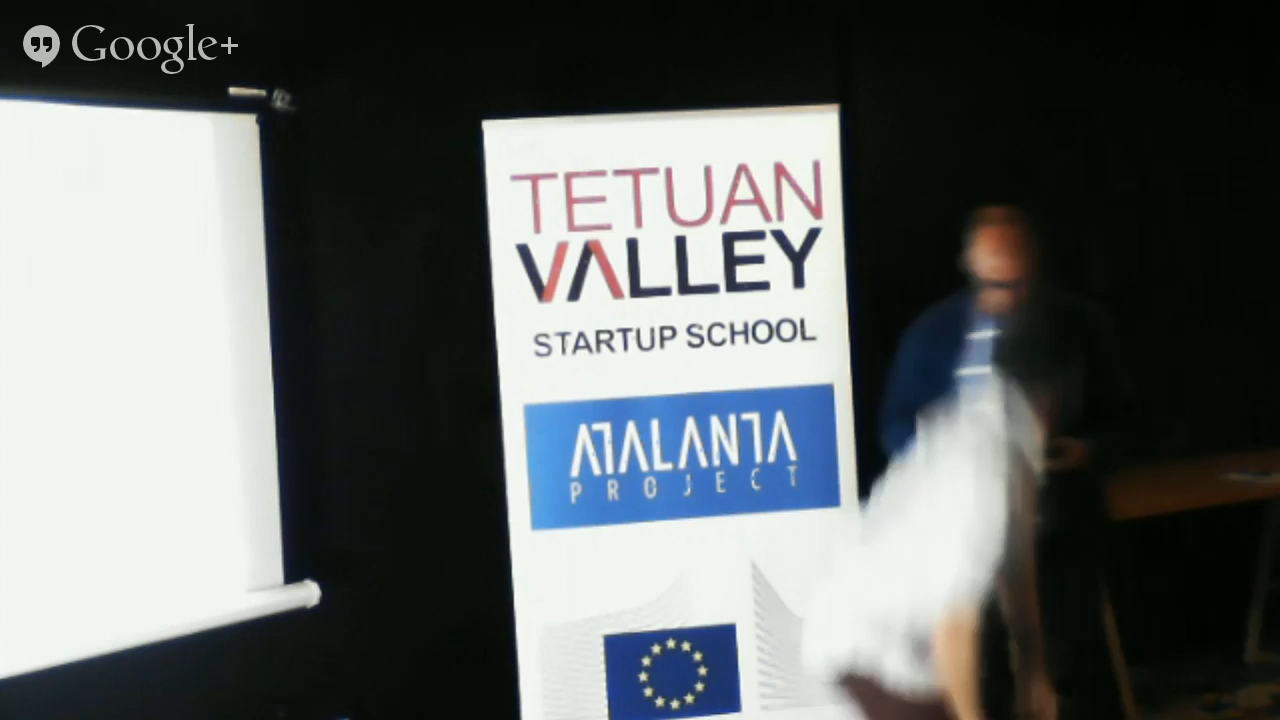 Google+
TETUAN
VALLEY
STARTUP SCHOOL
ATALANTA
PROJECT